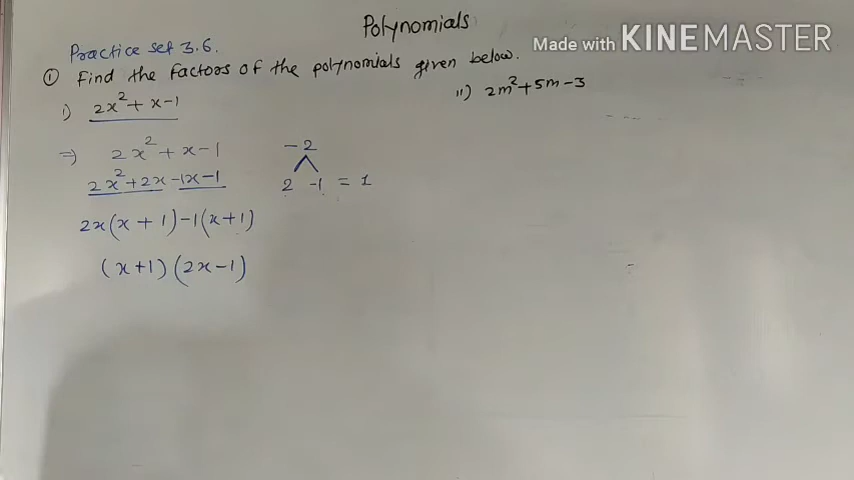 Polynomials
Made with KINEMASTER
Practice set 3.6.
① Find the factors of the polynomials given below.
i) 2x² + x - 1
ii) 2m² + 5m - 3
⇒ 2x² + x - 1
2x² + 2x - 1x - 1
2x(x + 1) - 1(x + 1)
(x + 1) (2x - 1)
- 2
2 -1 = 1